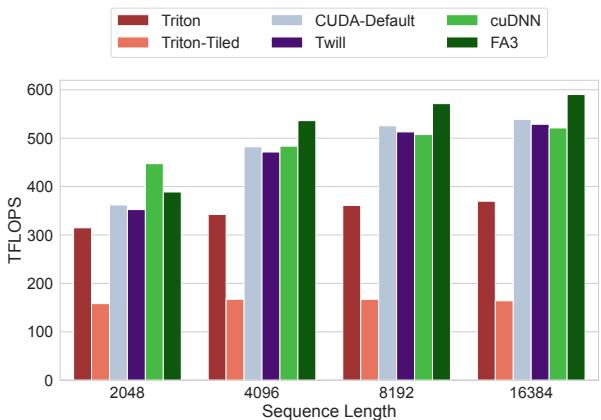 Triton CUDA-Default cuDNN
Triton-Tiled Twill FA3
600
500
400
300
200
100
0
TFLOPS
2048 4096 8192 16384
Sequence Length